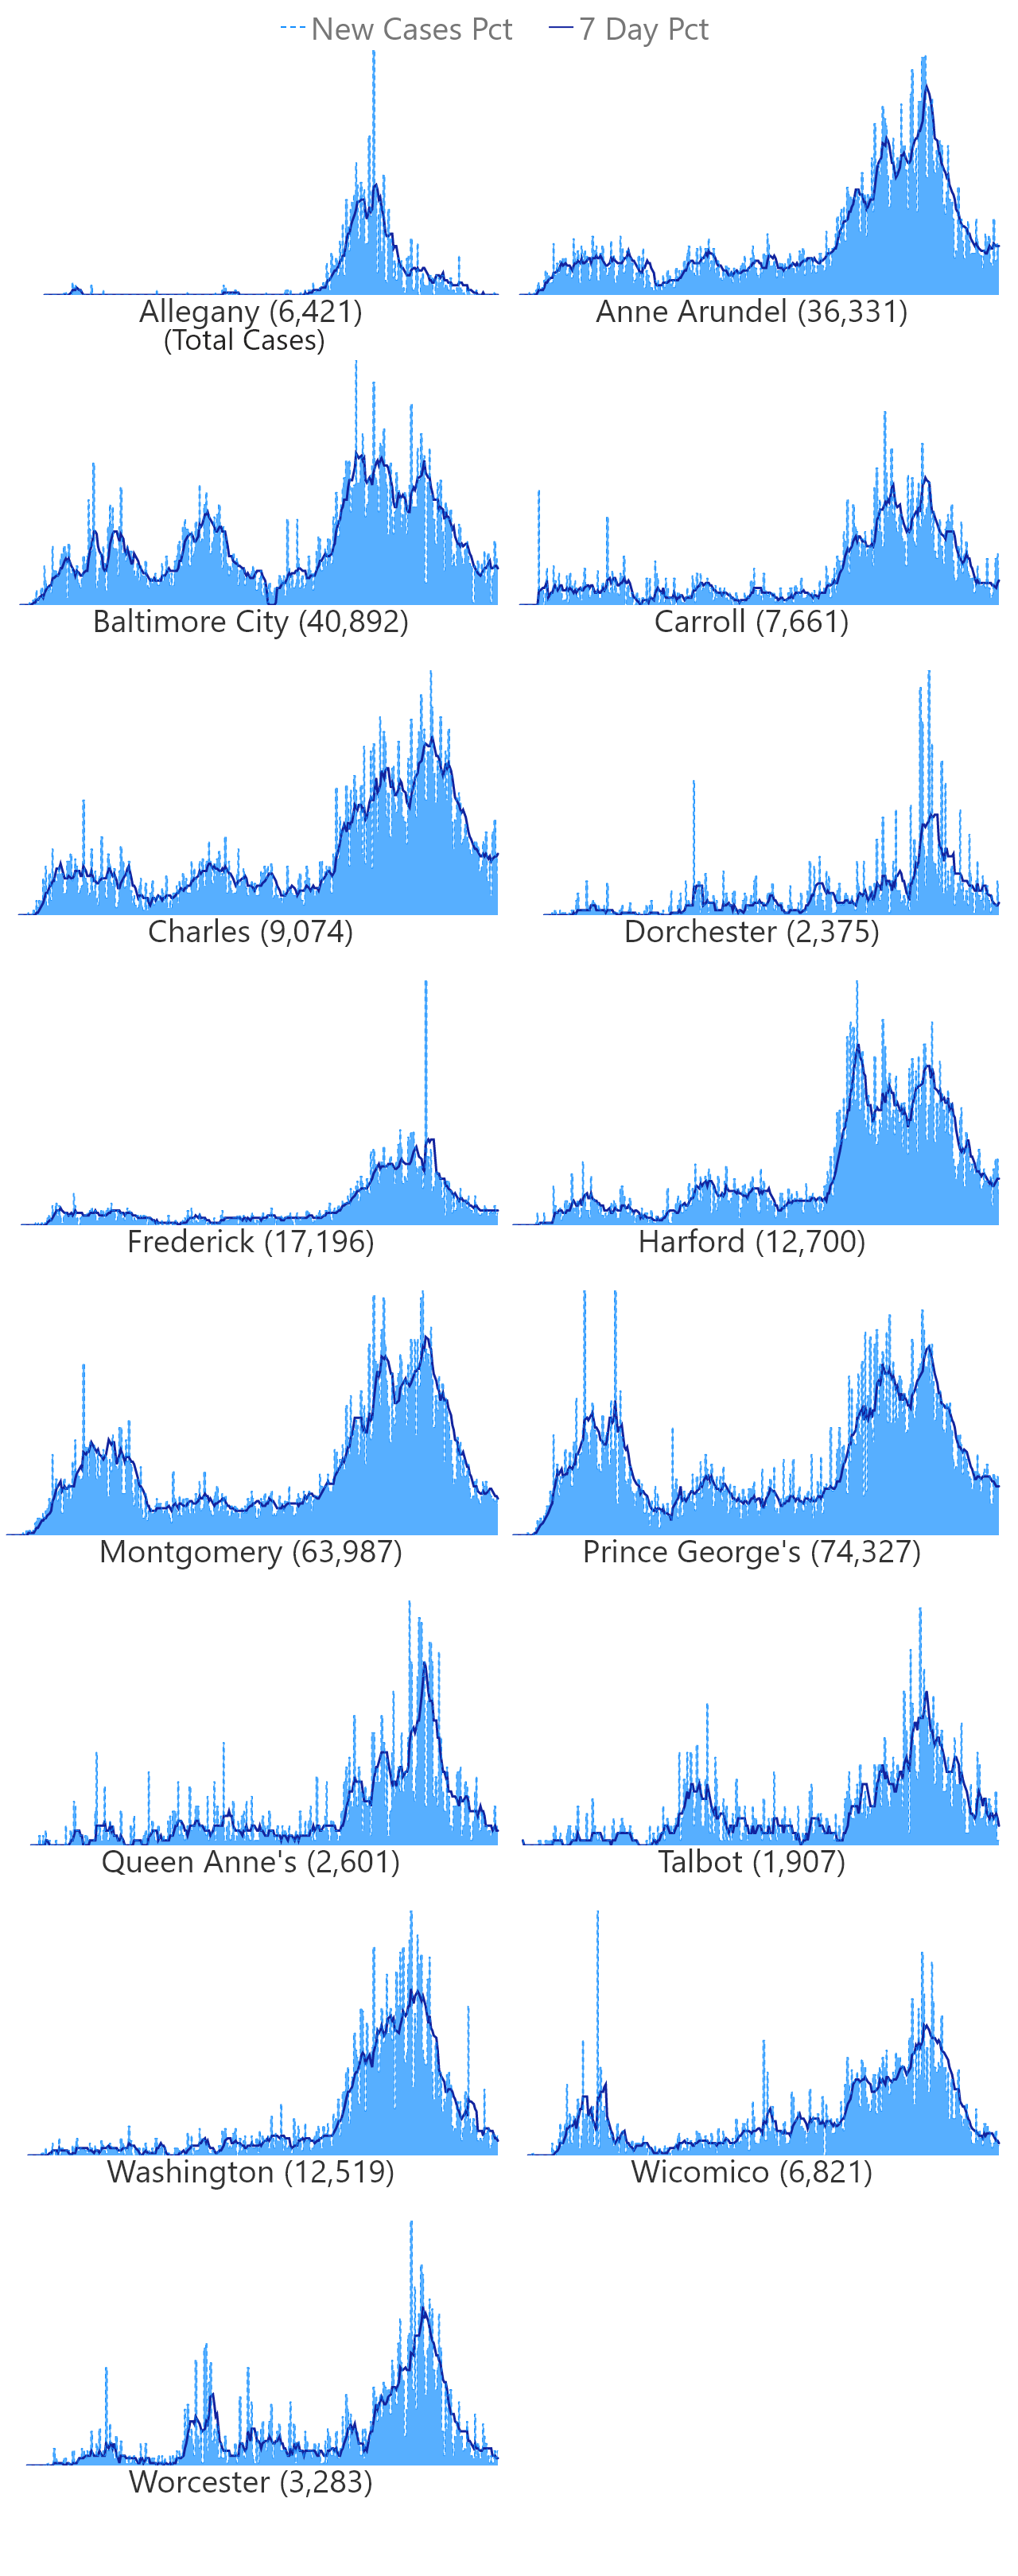 New Cases Pct 7 Day Pct
Allegany (6,421)
(Total Cases)
Anne Arundel (36,331)
Baltimore City (40,892)
Carroll (7,661)
Charles (9,074)
Dorchester (2,375)
Frederick (17,196)
Harford (12,700)
Montgomery (63,987)
Prince George's (74,327)
Queen Anne's (2,601)
Talbot (1,907)
Washington (12,519)
Wicomico (6,821)
Worcester (3,283)